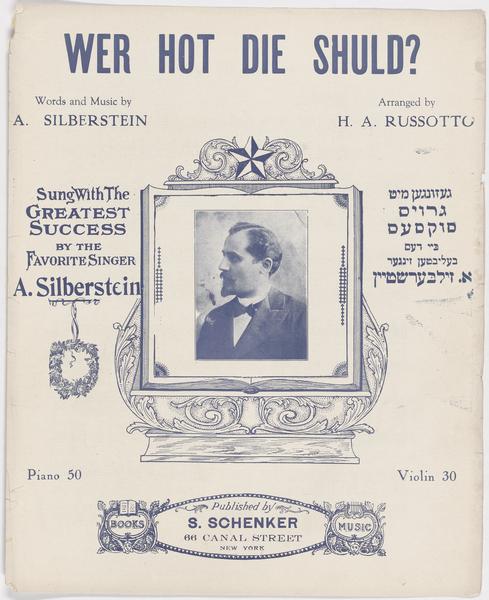 WER HOT DIE SHULD?
Words and Music by
A. SILBERSTEIN
Arranged by
H. A. RUSSOTTO
Sung With The
GREATEST
SUCCESS
BY THE
FAVORITE SINGER
A. Silberstein
געזונגען מיט
גרויס
סוקסעס
ביי דעם
בעליבטען זינגער
א. זילבערשטיין
Piano 50
Violin 30
BOOKS
Published by
S. SCHENKER
66 CANAL STREET
NEW YORK
MUSIC